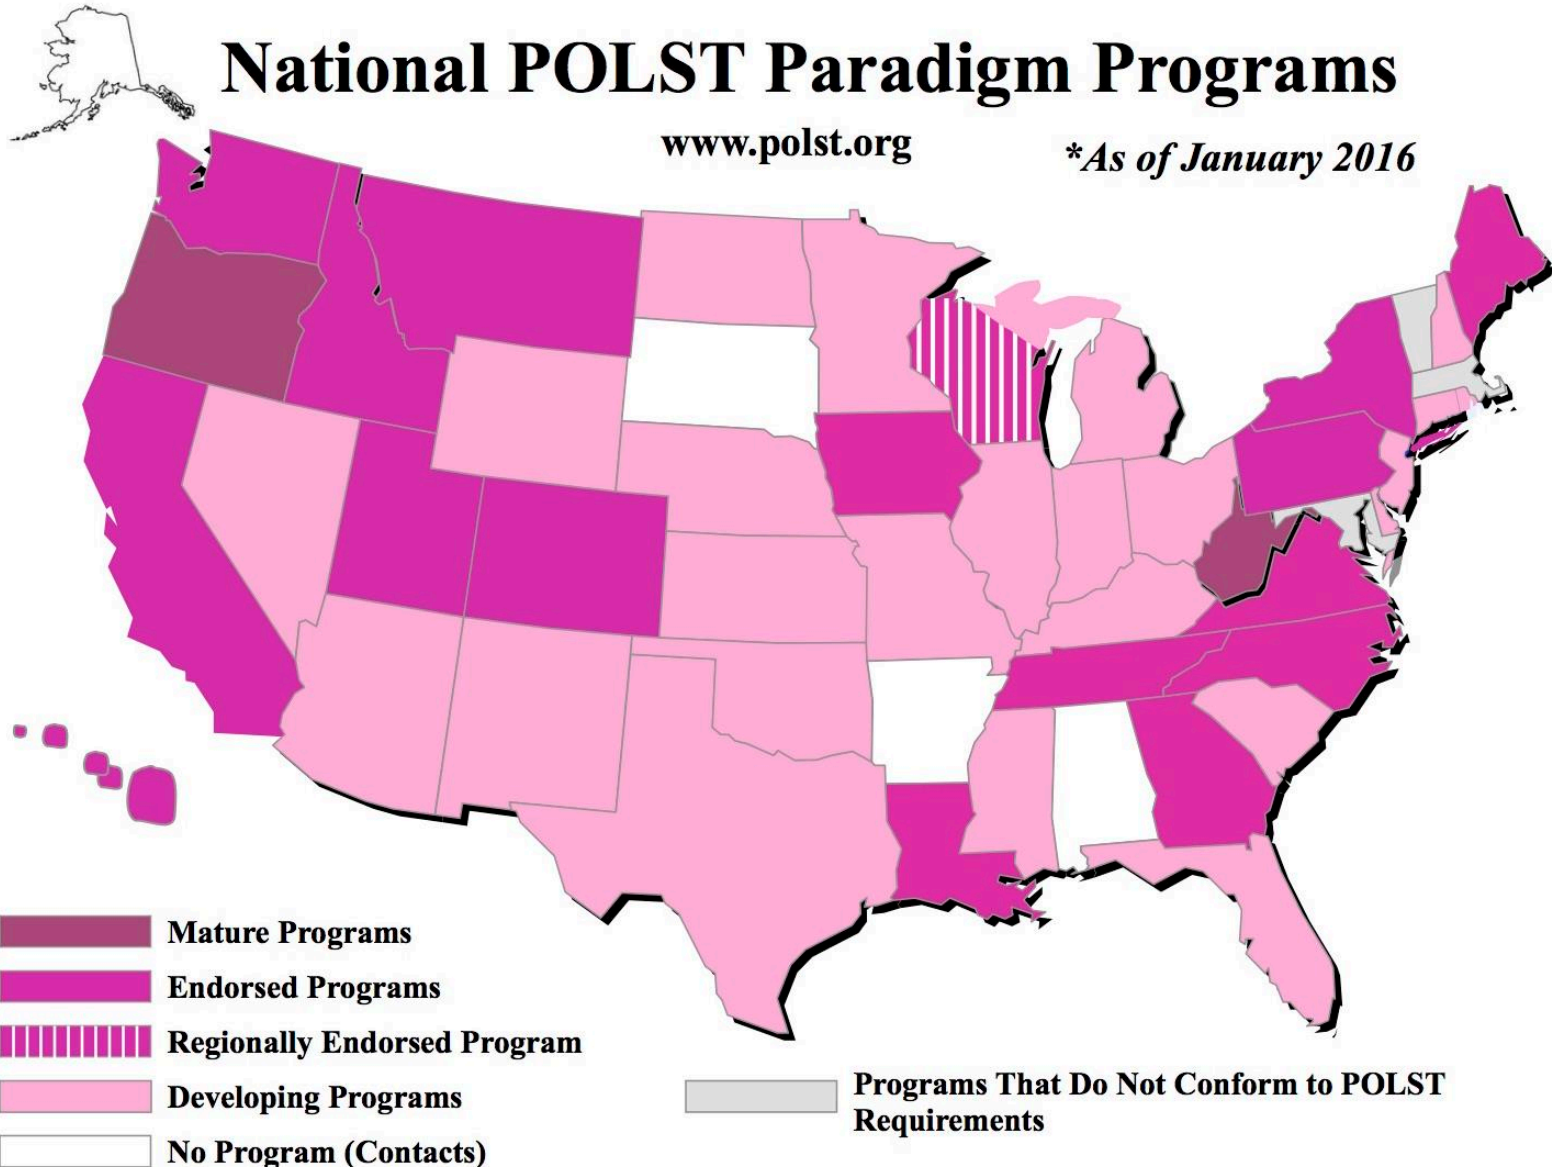 National POLST Paradigm Programs
www.polst.org
*As of January 2016
Mature Programs
Endorsed Programs
Regionally Endorsed Program
Developing Programs
No Program (Contacts)
Programs That Do Not Conform to POLST
Requirements